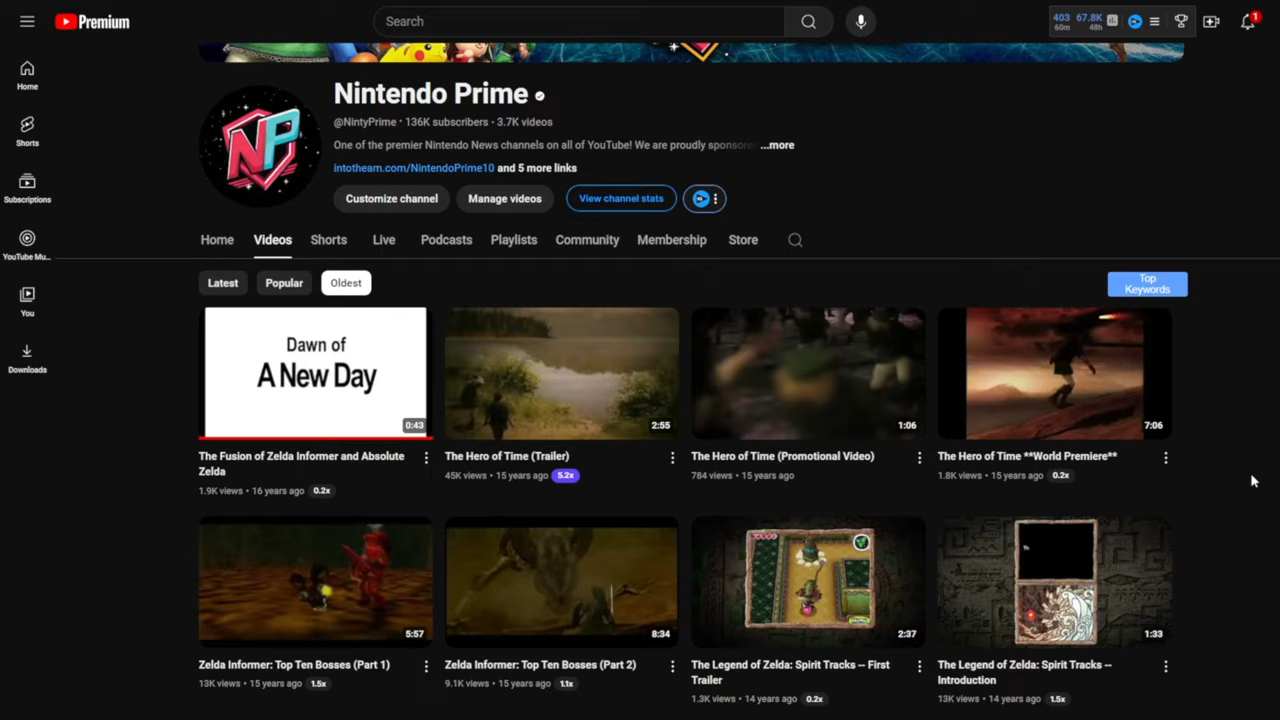 Premium
Search
403 67.8K
60m 48h
1
Home
Shorts
Subscriptions
YouTube Mu...
You
Downloads
NP
Nintendo Prime
@NintyPrime • 136K subscribers • 3.7K videos
One of the premier Nintendo News channels on all of YouTube! We are proudly sponsore ...more
intotheam.com/NintendoPrime10 and 5 more links
Customize channel Manage videos View channel stats
Home Videos Shorts Live Podcasts Playlists Community Membership Store
Latest Popular Oldest
Top
Keywords
Dawn of
A New Day
0:43
2:55
1:06
7:06
The Fusion of Zelda Informer and Absolute
Zelda
1.9K views • 16 years ago 0.2x
The Hero of Time (Trailer)
45K views • 15 years ago 5.2x
The Hero of Time (Promotional Video)
784 views • 15 years ago
The Hero of Time **World Premiere**
1.8K views • 15 years ago 0.2x
5:57
8:34
2:37
1:33
Zelda Informer: Top Ten Bosses (Part 1)
13K views • 15 years ago 1.5x
Zelda Informer: Top Ten Bosses (Part 2)
9.1K views • 15 years ago 1.1x
The Legend of Zelda: Spirit Tracks -- First
Trailer
1.3K views • 14 years ago 0.2x
The Legend of Zelda: Spirit Tracks --
Introduction
13K views • 14 years ago 1.5x